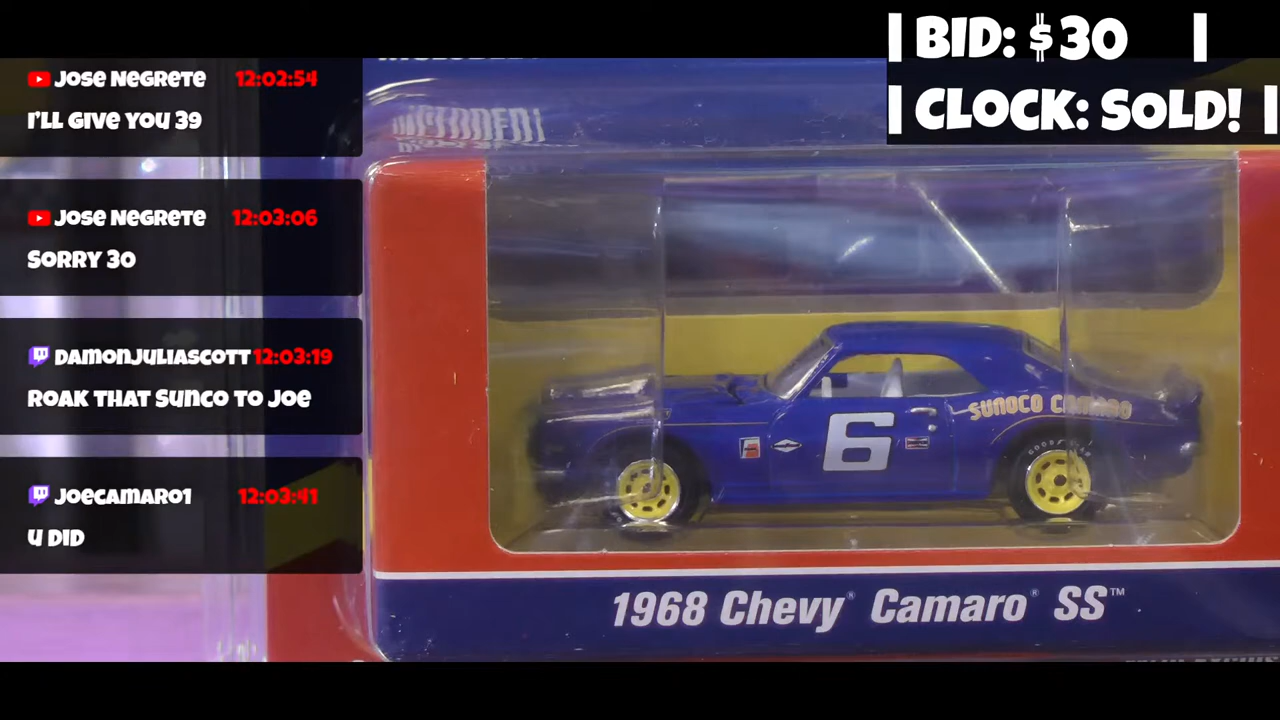 | BID: $30 |
| CLOCK: SOLD! |
Jose Negrete 12:02:54
I'LL GIVE YOU 39
Jose Negrete 12:03:06
SORRY 30
DamonJuliaScott 12:03:19
ROAK THAT SUNCO TO JOE
JoeCamaro1 12:03:41
U DID
6
SUNOCO CAMARO
GOODYEAR
1968 Chevy® Camaro® SS™